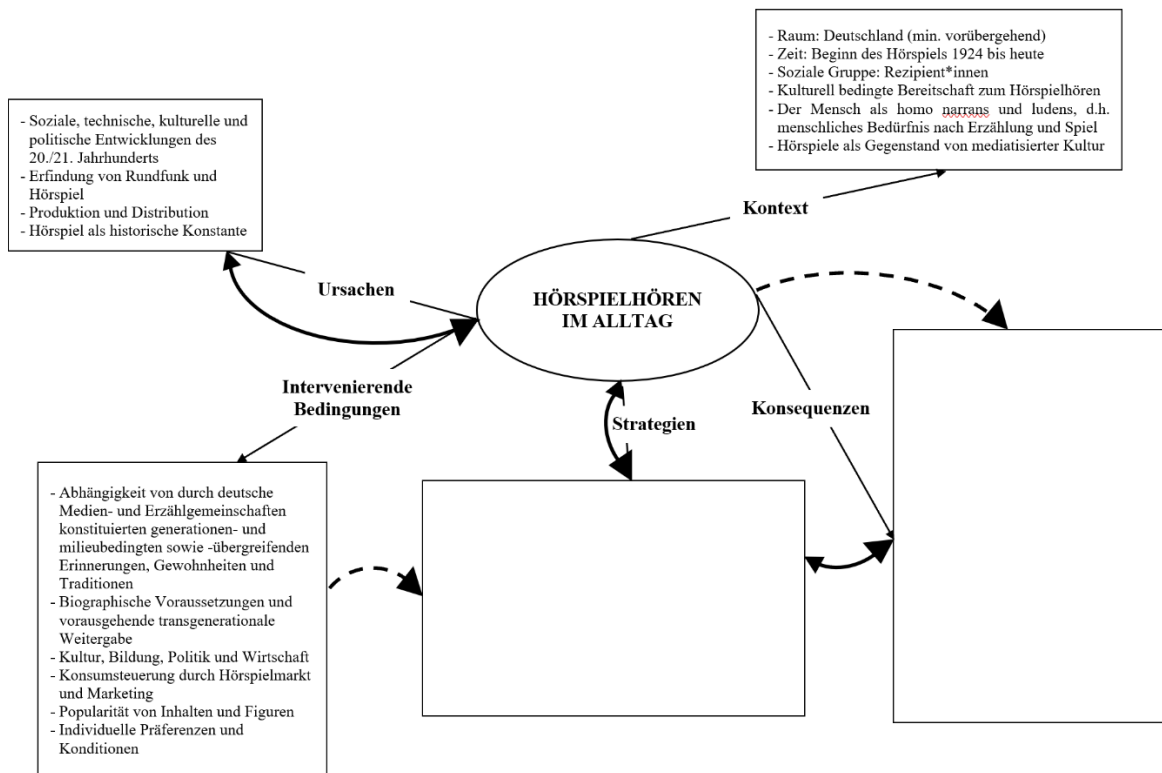 - Raum: Deutschland (min. vorübergehend)
- Zeit: Beginn des Hörspiels 1924 bis heute
- Soziale Gruppe: Rezipient*innen
- Kulturell bedingte Bereitschaft zum Hörspielhören
- Der Mensch als homo narrans und ludens, d.h.
menschliches Bedürfnis nach Erzählung und Spiel
- Hörspiele als Gegenstand von mediatisierter Kultur
- Soziale, technische, kulturelle und
politische Entwicklungen des
20./21. Jahrhunderts
- Erfindung von Rundfunk und
Hörspiel
- Produktion und Distribution
- Hörspiel als historische Konstante
Kontext
Ursachen
HÖRSPIELHÖREN
IM ALLTAG
Intervenierende
Bedingungen
Strategien
Konsequenzen
- Abhängigkeit von durch deutsche
Medien- und Erzählgemeinschaften
konstituierten generationen- und
milieubedingten sowie -übergreifenden
Erinnerungen, Gewohnheiten und
Traditionen
- Biographische Voraussetzungen und
vorausgehende transgenerationale
Weitergabe
- Kultur, Bildung, Politik und Wirtschaft
- Konsumsteuerung durch Hörspielmarkt
und Marketing
- Popularität von Inhalten und Figuren
- Individuelle Präferenzen und
Konditionen